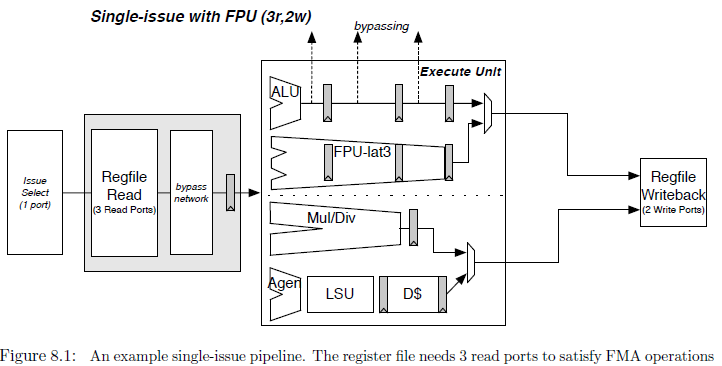 Single-issue with FPU (3r,2w)
bypassing
Execute Unit
ALU
FPU-lat3
Issue
Select
(1 port)
Regfile
Read
(3 Read Ports)
bypass
network
Mul/Div
Agen
LSU
D$
Regfile
Writeback
(2 Write Ports)
Figure 8.1: An example single-issue pipeline. The register file needs 3 read ports to satisfy FMA operations